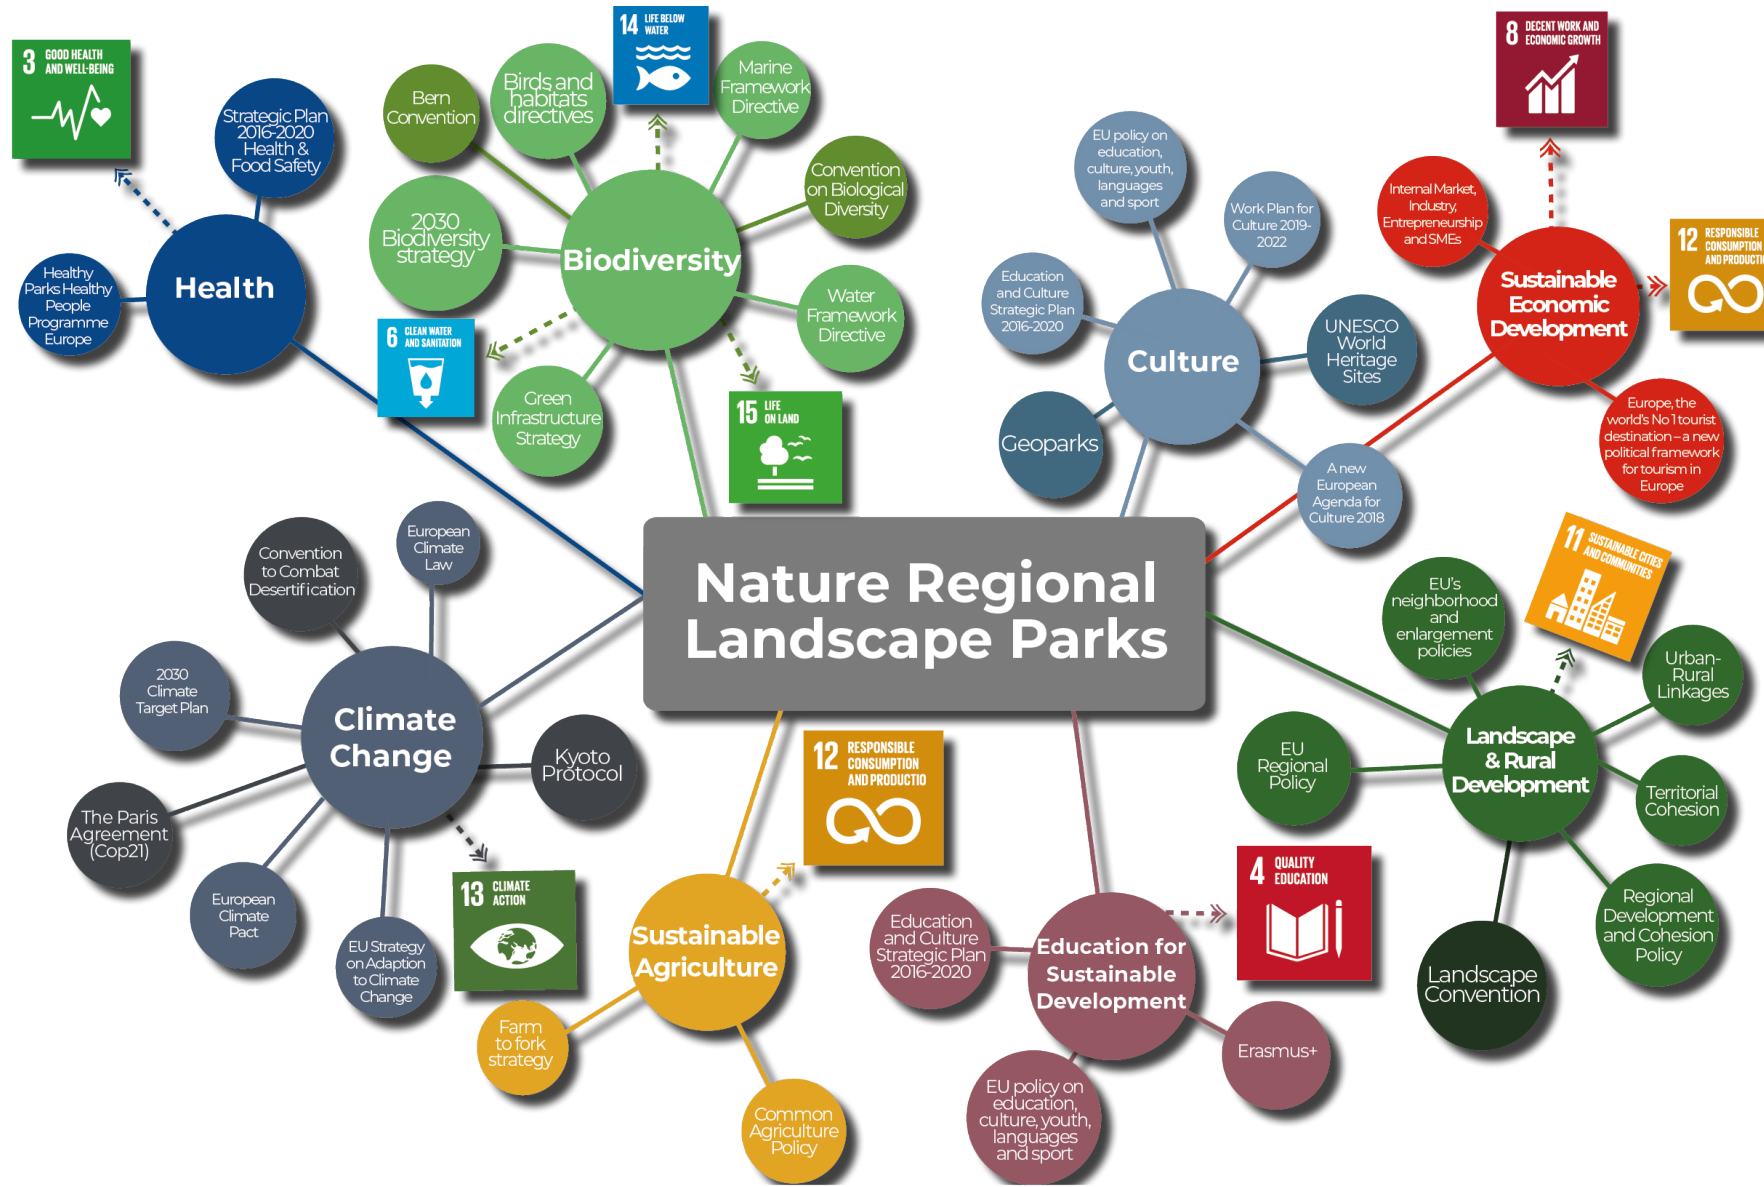 3 GOOD HEALTH
AND WELL-BEING
Strategic Plan
2016-2020
Health &
Food Safety
Health
Healthy
Parks Healthy
People
Programme
Europe
Bern
Convention
Birds and
habitats
directives
14 LIFE BELOW
WATER
Marine
Framework
Directive
Convention
on Biological
Diversity
2030
Biodiversity
strategy
Biodiversity
Water
Framework
Directive
6 CLEAN WATER
AND SANITATION
Green
Infrastructure
Strategy
15 LIFE
ON LAND
EU policy on
education,
culture, youth,
languages
and sport
Work Plan for
Culture 2019-
2022
Education
and Culture
Strategic Plan
2016-2020
Culture
UNESCO
World
Heritage
Sites
Geoparks
A new
European
Agenda for
Culture 2018
8 DECENT WORK AND
ECONOMIC GROWTH
Internal Market,
Industry,
Entrepreneurship
and SMEs
12 RESPONSIBLE
CONSUMPTION
AND PRODUCTIO
Sustainable
Economic
Development
Europe, the
world's No 1 tourist
destination – a new
political framework
for tourism in
Europe
Nature Regional
Landscape Parks
Convention
to Combat
Desertification
European
Climate
Law
2030
Climate
Target Plan
Climate
Change
Kyoto
Protocol
The Paris
Agreement
(Cop21)
European
Climate
Pact
EU Strategy
on Adaption
to Climate
Change
13 CLIMATE
ACTION
12 RESPONSIBLE
CONSUMPTION
AND PRODUCTIO
Sustainable
Agriculture
Farm
to fork
strategy
Common
Agriculture
Policy
Education
and Culture
Strategic Plan
2016-2020
Education for
Sustainable
Development
4 QUALITY
EDUCATION
Erasmus+
EU policy on
education,
culture, youth,
languages
and sport
EU's
neighborhood
and
enlargement
policies
11 SUSTAINABLE CITIES
AND COMMUNITIES
Urban-
Rural
Linkages
EU
Regional
Policy
Landscape
& Rural
Development
Territorial
Cohesion
Regional
Development
and Cohesion
Policy
Landscape
Convention